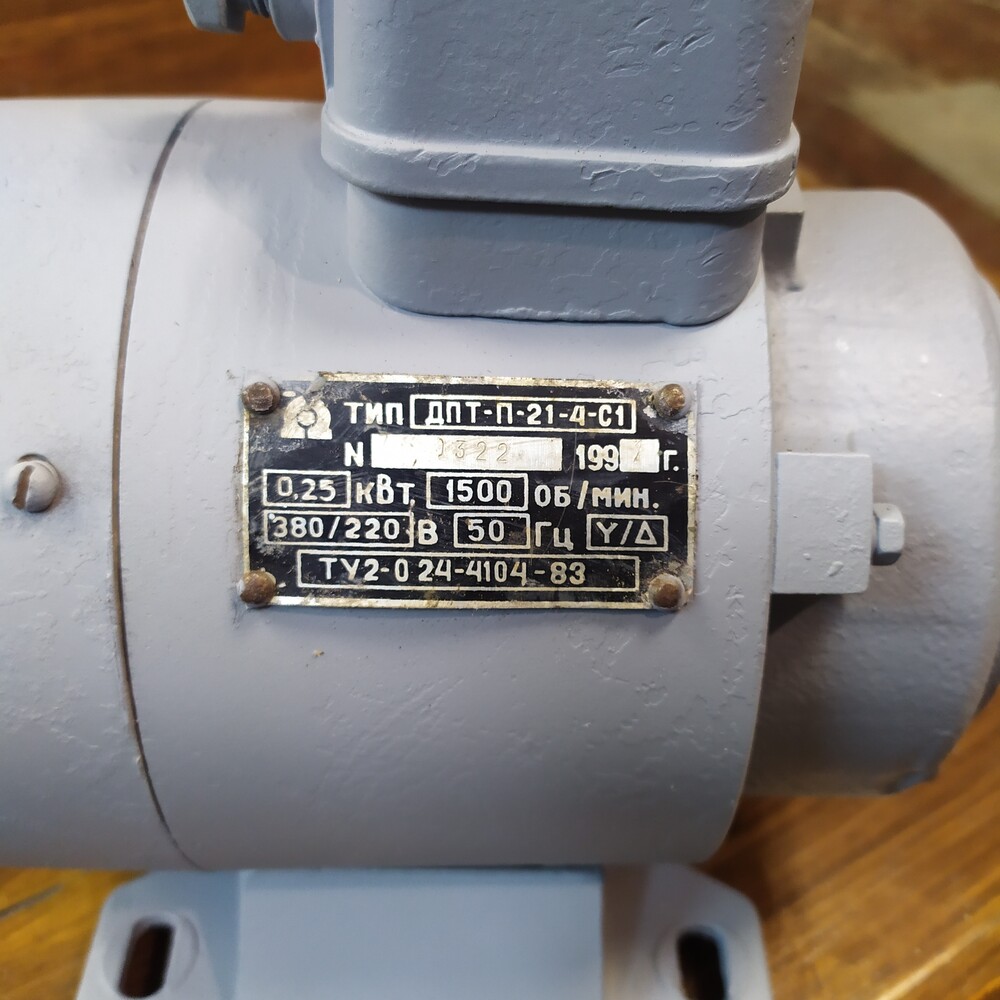 ТИП ДПТ-П-21-4-С1
N 322 199 г.
0.25 кВт. 1500 ОБ/МИН.
380/220 В 50 Гц Y/Δ
ТУ2-024-4104-83